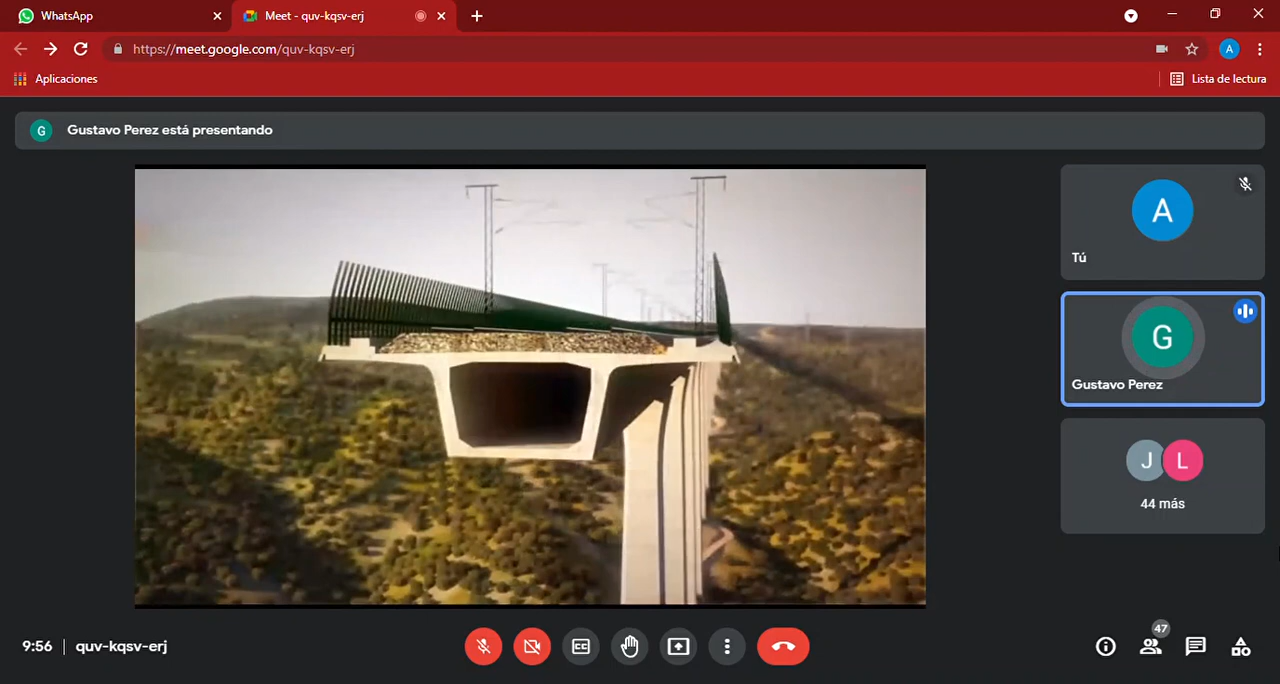 WhatsApp
Meet - quv-kqsv-erj
https://meet.google.com/quv-kqsv-erj
A
Aplicaciones
Lista de lectura
G
Gustavo Perez está presentando
A
Tú
G
Gustavo Perez
J L
44 más
9:56 | quv-kqsv-erj
CC
47